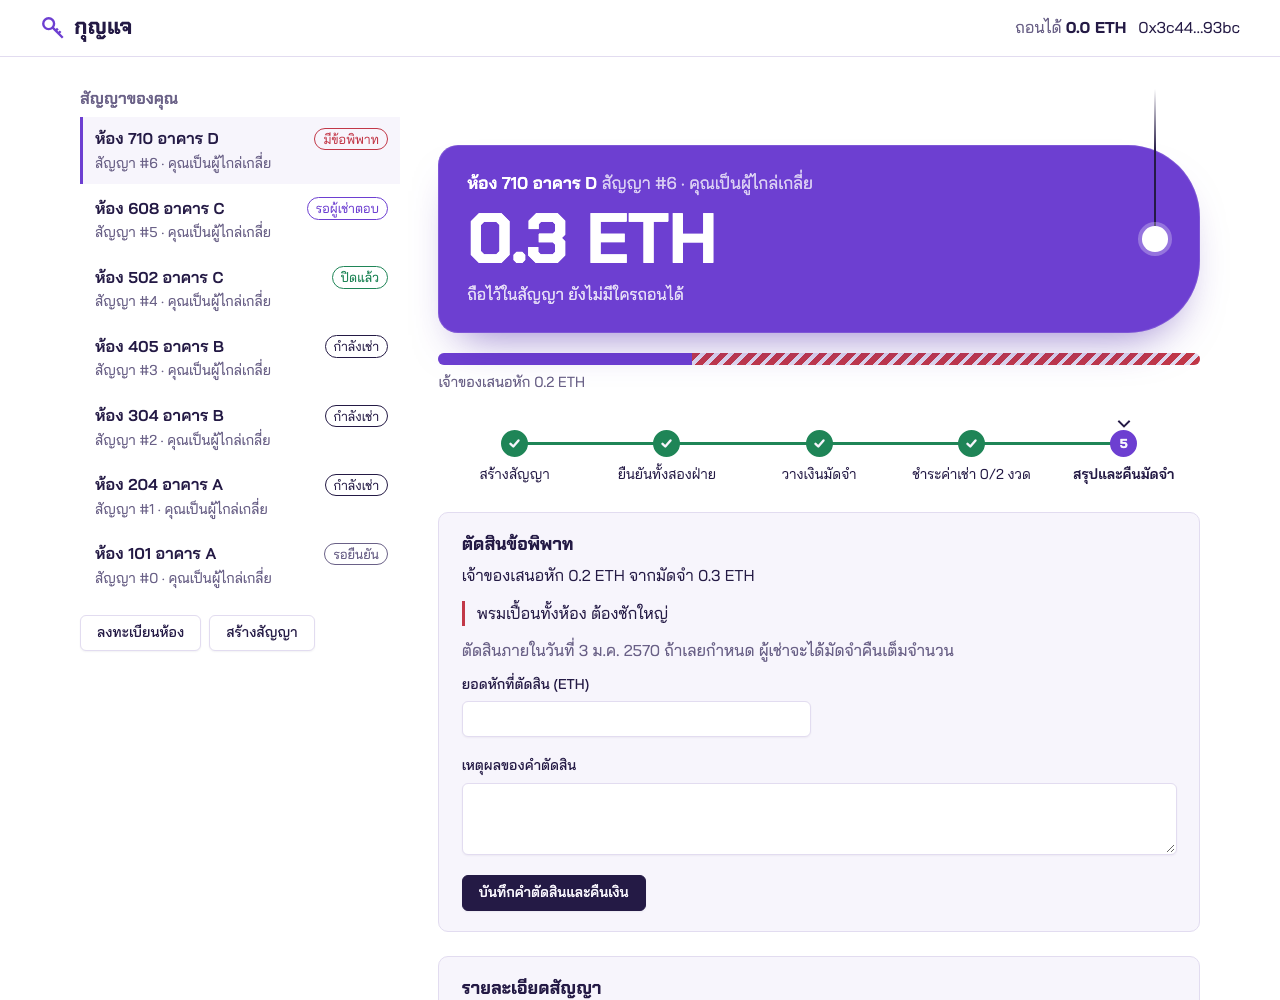 กุญแจ
ถอนได้ 0.0 ETH 0x3c44…93bc
สัญญาของคุณ
ห้อง 710 อาคาร D
มีข้อพิพาท
สัญญา #6 · คุณเป็นผู้ไกล่เกลี่ย
ห้อง 608 อาคาร C
รอผู้เช่าตอบ
สัญญา #5 · คุณเป็นผู้ไกล่เกลี่ย
ห้อง 502 อาคาร C
ปิดแล้ว
สัญญา #4 · คุณเป็นผู้ไกล่เกลี่ย
ห้อง 405 อาคาร B
กำลังเช่า
สัญญา #3 · คุณเป็นผู้ไกล่เกลี่ย
ห้อง 304 อาคาร B
กำลังเช่า
สัญญา #2 · คุณเป็นผู้ไกล่เกลี่ย
ห้อง 204 อาคาร A
กำลังเช่า
สัญญา #1 · คุณเป็นผู้ไกล่เกลี่ย
ห้อง 101 อาคาร A
รอยืนยัน
สัญญา #0 · คุณเป็นผู้ไกล่เกลี่ย
ลงทะเบียนห้อง
สร้างสัญญา
ห้อง 710 อาคาร D สัญญา #6 · คุณเป็นผู้ไกล่เกลี่ย
0.3 ETH
ถือไว้ในสัญญา ยังไม่มีใครถอนได้
เจ้าของเสนอหัก 0.2 ETH
5
สร้างสัญญา
ยืนยันทั้งสองฝ่าย
วางเงินมัดจำ
ชำระค่าเช่า 0/2 งวด
สรุปและคืนมัดจำ
ตัดสินข้อพิพาท
เจ้าของเสนอหัก 0.2 ETH จากมัดจำ 0.3 ETH
พรมเปื้อนทั้งห้อง ต้องซักใหญ่
ตัดสินภายในวันที่ 3 ม.ค. 2570 ถ้าเลยกำหนด ผู้เช่าจะได้มัดจำคืนเต็มจำนวน
ยอดหักที่ตัดสิน (ETH)
เหตุผลของคำตัดสิน
บันทึกคำตัดสินและคืนเงิน
รายละเอียดสัญญา